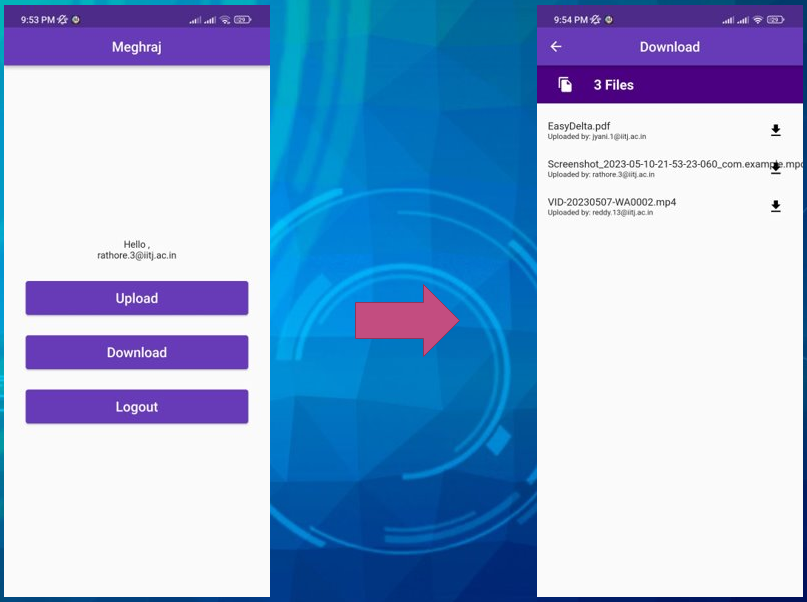 9:53 PM
Meghraj
Hello ,
rathore.3@iitj.ac.in
Upload
Download
Logout
9:54 PM
Download
3 Files
EasyDelta.pdf
Uploaded by: jyani.1@iitj.ac.in
Screenshot_2023-05-10-21-53-23-060_com.example.mpc
Uploaded by: rathore.3@iitj.ac.in
VID-20230507-WA0002.mp4
Uploaded by: reddy.13@iitj.ac.in